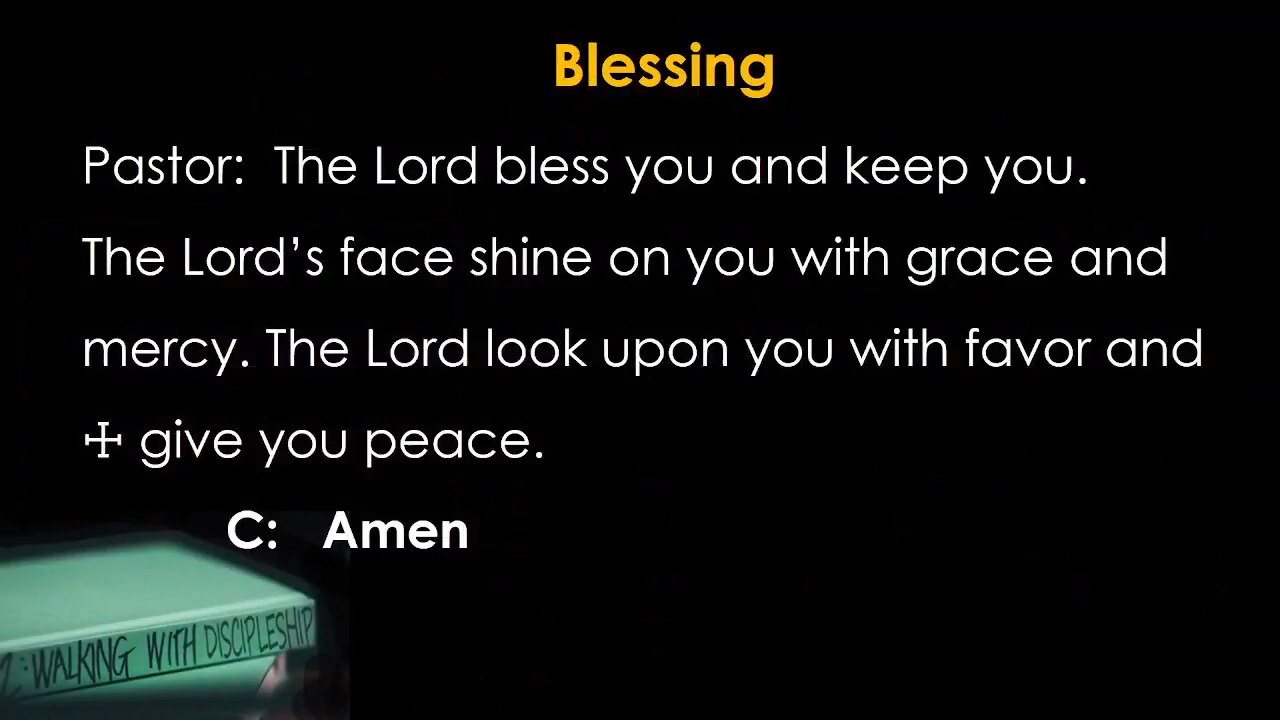 Blessing
Pastor:  The Lord bless you and keep you.
The Lord’s face shine on you with grace and
mercy. The Lord look upon you with favor and
☩ give you peace.
C:   Amen
: WALKING WITH DISCIPLESHIP